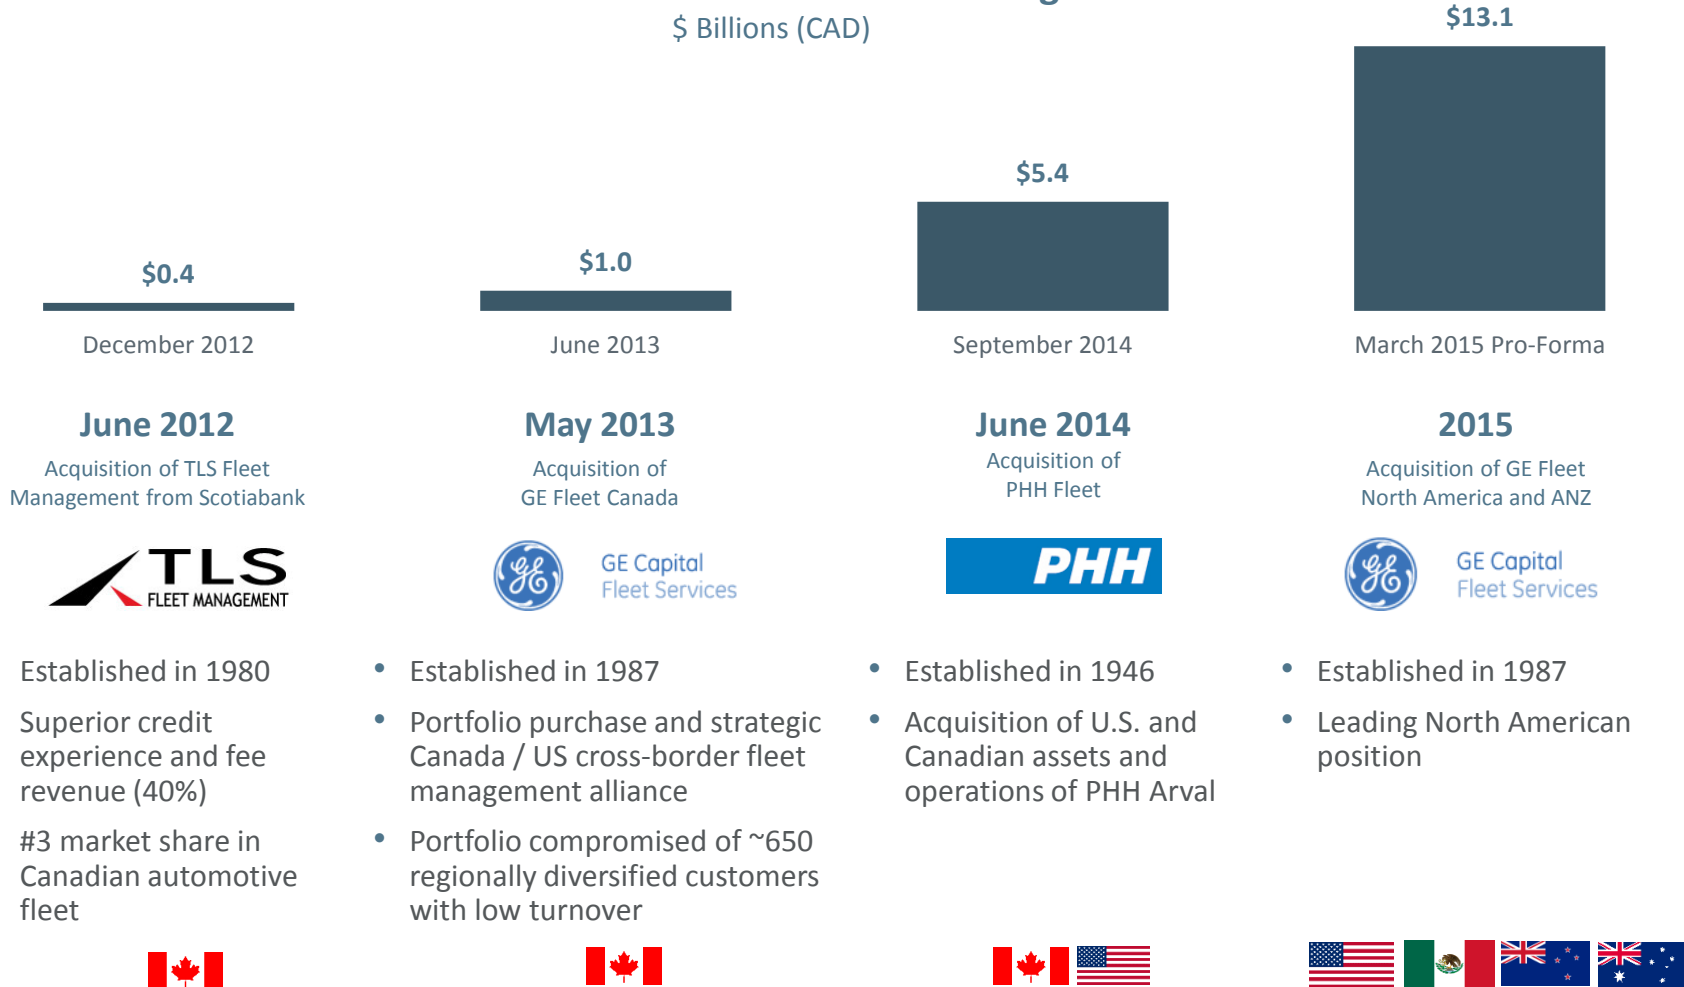 $ Billions (CAD)
$13.1
$5.4
$1.0
$0.4
December 2012
June 2013
September 2014
March 2015 Pro-Forma
June 2012
Acquisition of TLS Fleet
Management from Scotiabank
TLS
FLEET MANAGEMENT
Established in 1980
Superior credit
experience and fee
revenue (40%)
#3 market share in
Canadian automotive
fleet
May 2013
Acquisition of
GE Fleet Canada
GE
GE Capital
Fleet Services
• Established in 1987
• Portfolio purchase and strategic
Canada / US cross-border fleet
management alliance
• Portfolio compromised of ~650
regionally diversified customers
with low turnover
June 2014
Acquisition of
PHH Fleet
PHH
• Established in 1946
• Acquisition of U.S. and
Canadian assets and
operations of PHH Arval
2015
Acquisition of GE Fleet
North America and ANZ
GE
GE Capital
Fleet Services
• Established in 1987
• Leading North American
position